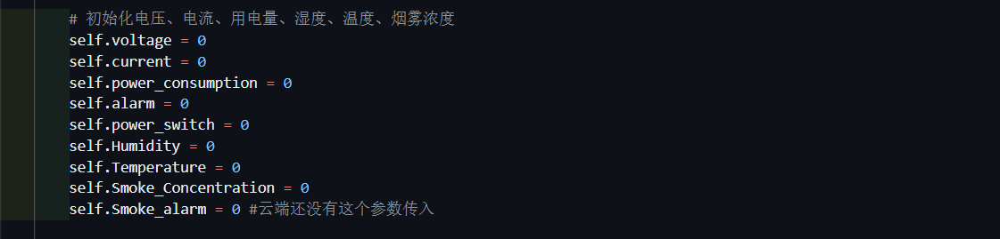 # 初始化电压、电流、用电量、湿度、温度、烟雾浓度
self.voltage = 0
self.current = 0
self.power_consumption = 0
self.alarm = 0
self.power_switch = 0
self.Humidity = 0
self.Temperature = 0
self.Smoke_Concentration = 0
self.Smoke_alarm = 0 #云端还没有这个参数传入